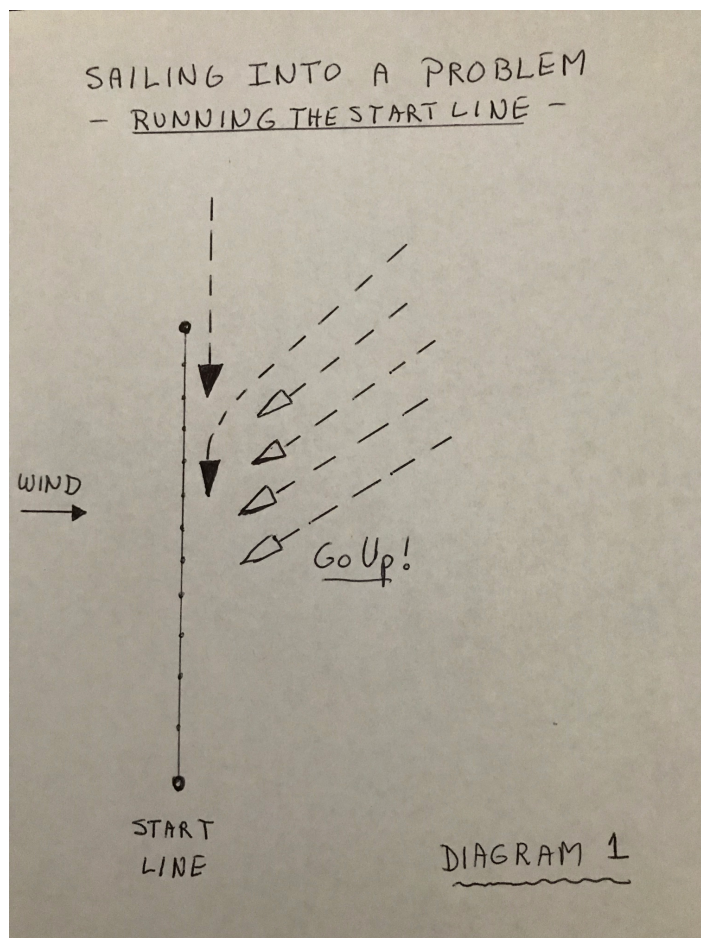 SAILING INTO A PROBLEM
- RUNNING THE START LINE -
WIND
Go Up!
START
LINE
DIAGRAM 1